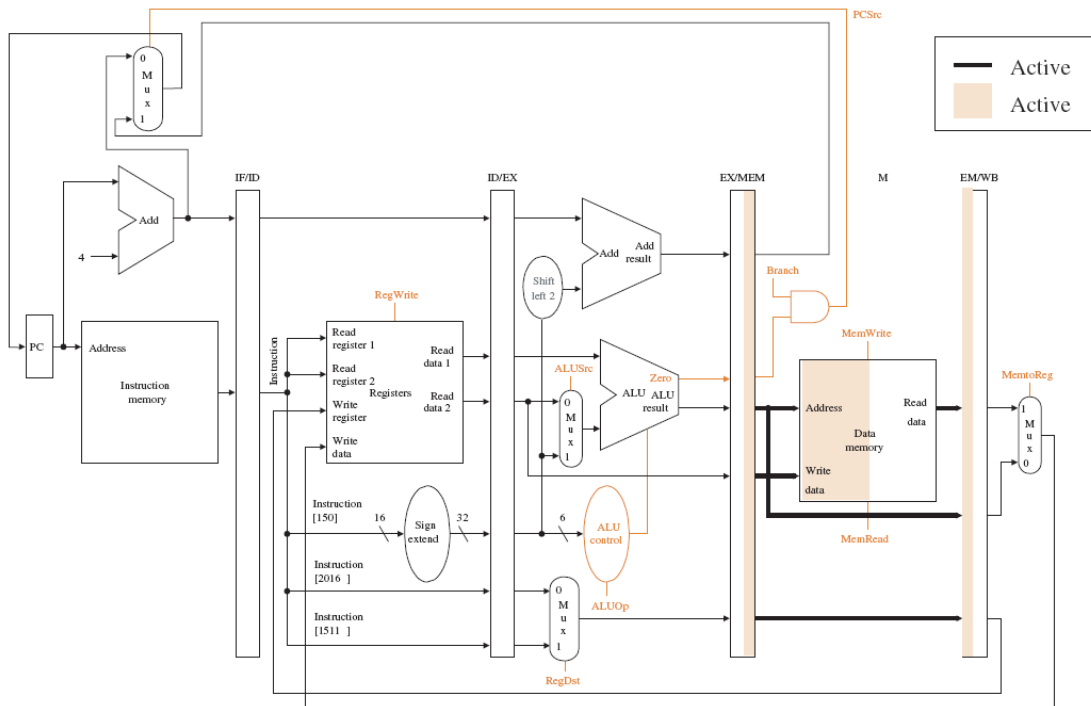 PCSrc
0
M
u
x
1
Active
Active
IF/ID
ID/EX
EX/MEM
M
EM/WB
Add
4
Add
Add
result
Shift
left 2
Branch
RegWrite
MemWrite
PC
Address
Instruction
memory
Instruction
Read
register 1
Read
register 2
Registers
Write
register
Write
data
Read
data 1
Read
data 2
ALUSrc
0
M
u
x
1
Zero
ALU
ALU
result
Address
Read
data
Data
memory
Write
data
MemtoReg
1
M
u
x
0
Instruction
[150]
16
Sign
extend
32
6
ALU
control
MemRead
Instruction
[2016 ]
ALUOp
Instruction
[1511 ]
0
M
u
x
1
RegDst